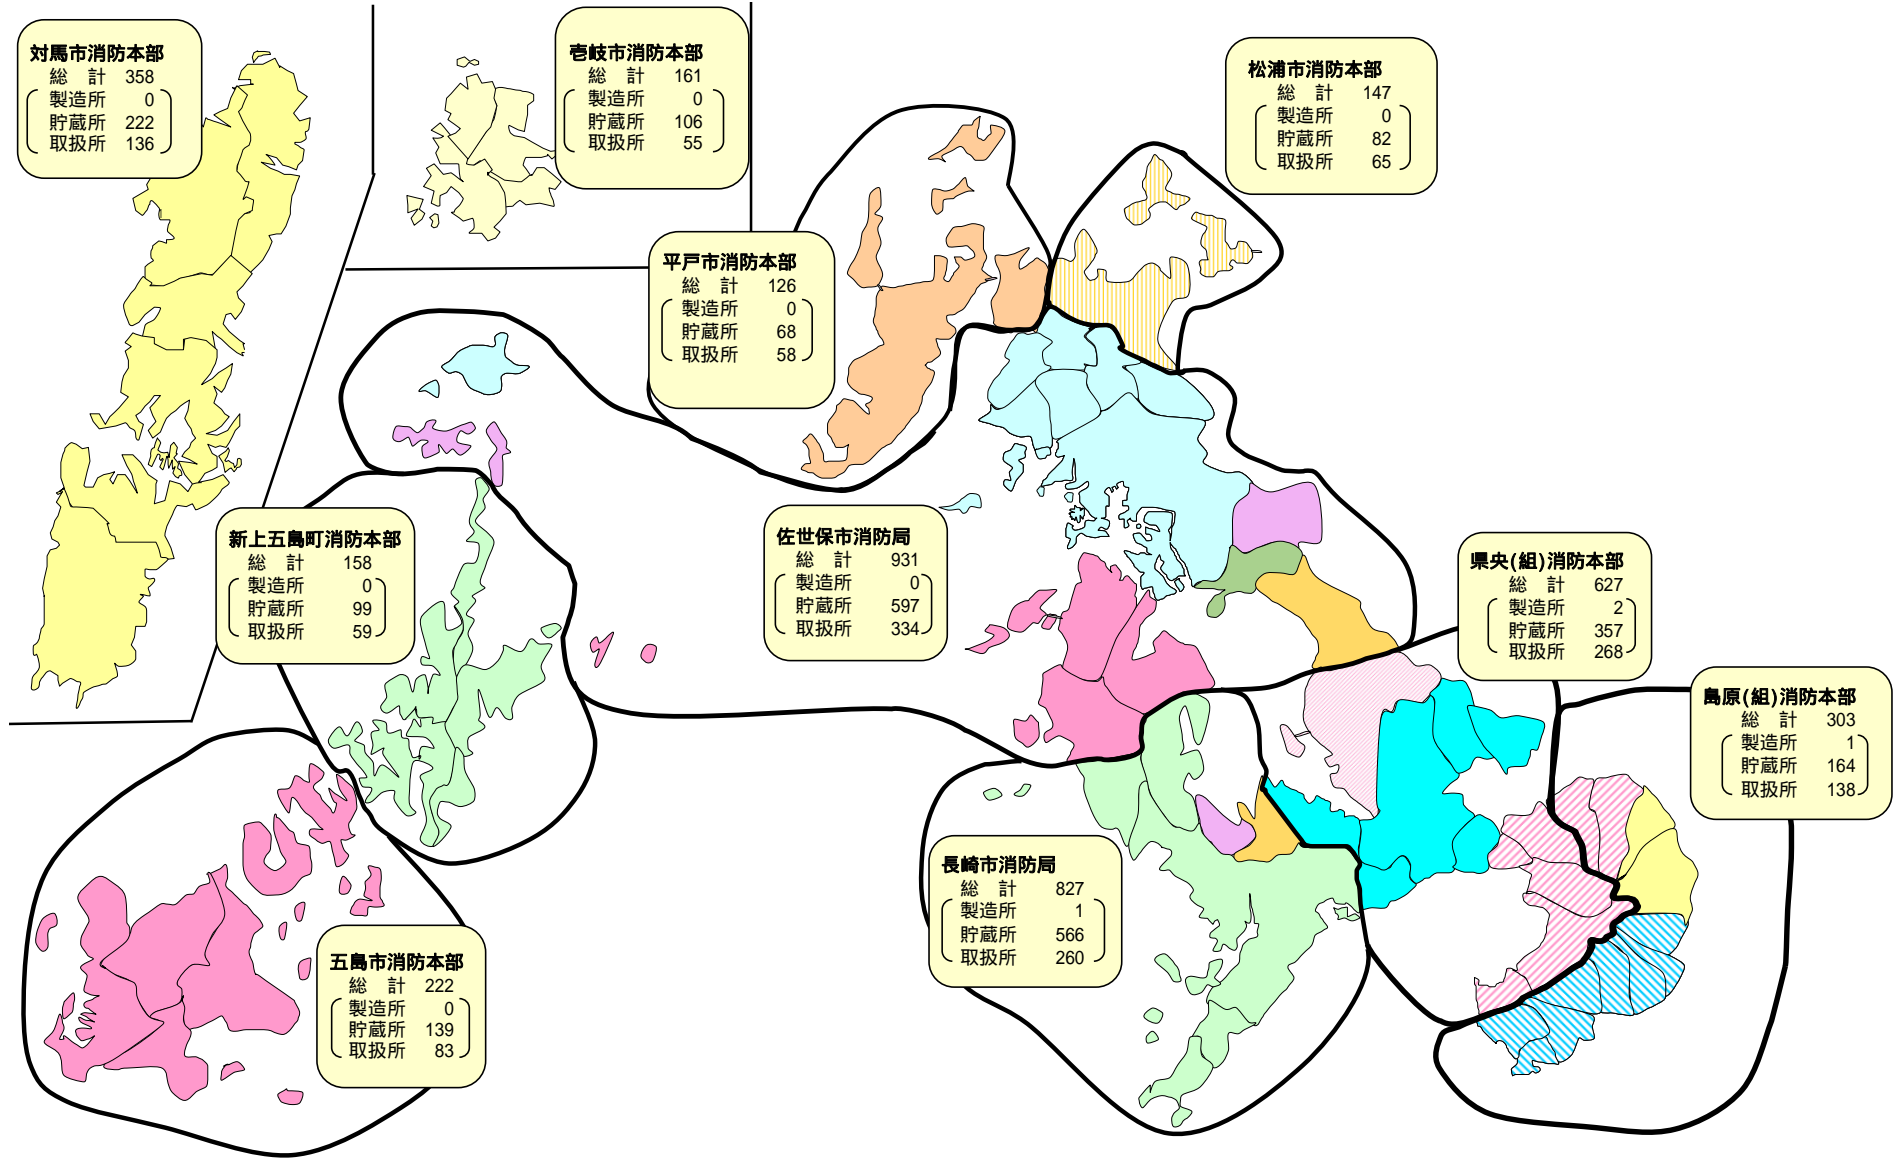 対馬市消防本部
総　計　358
製造所　0
貯蔵所　222
取扱所　136
壱岐市消防本部
総　計　161
製造所　0
貯蔵所　106
取扱所　55
松浦市消防本部
総　計　147
製造所　0
貯蔵所　82
取扱所　65
平戸市消防本部
総　計　126
製造所　0
貯蔵所　68
取扱所　58
新上五島町消防本部
総　計　158
製造所　0
貯蔵所　99
取扱所　59
佐世保市消防局
総　計　931
製造所　0
貯蔵所　597
取扱所　334
県央(組)消防本部
総　計　627
製造所　2
貯蔵所　357
取扱所　268
島原(組)消防本部
総　計　303
製造所　1
貯蔵所　164
取扱所　138
長崎市消防局
総　計　827
製造所　1
貯蔵所　566
取扱所　260
五島市消防本部
総　計　222
製造所　0
貯蔵所　139
取扱所　83